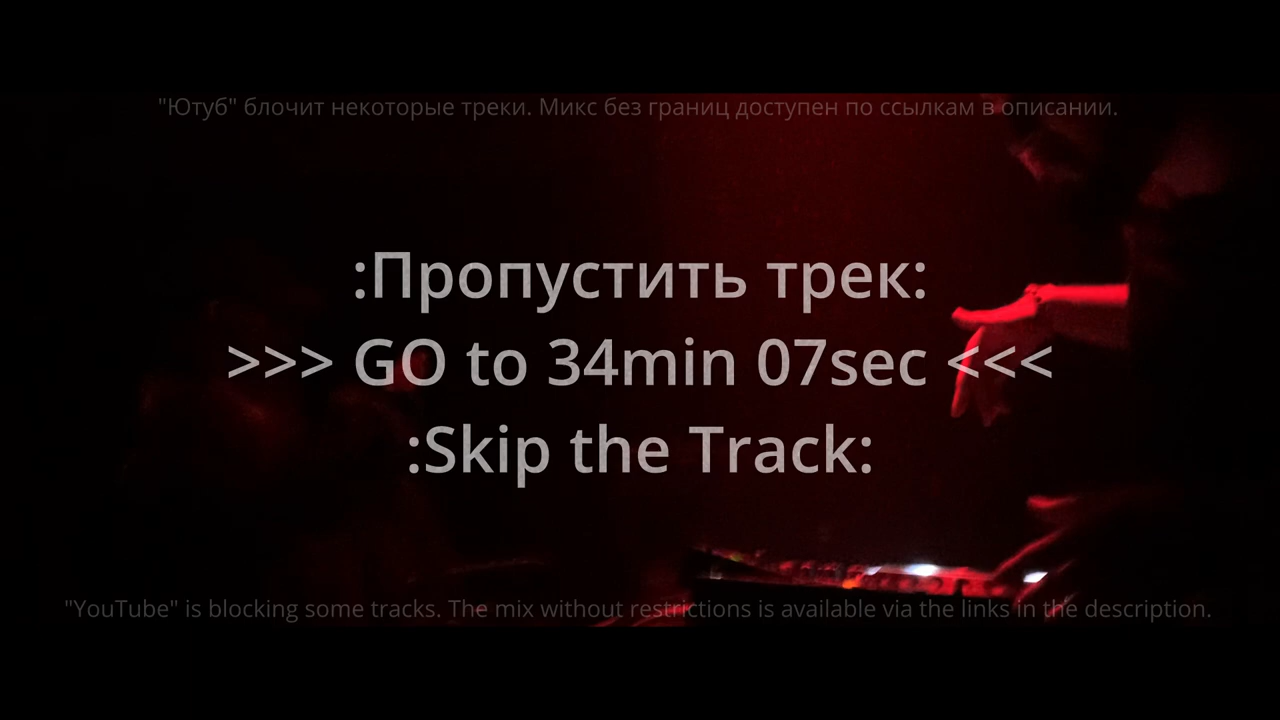 "Ютуб" блочит некоторые треки. Микс без границ доступен по ссылкам в описании.
:Пропустить трек:
>>> GO to 34min 07sec <<<
:Skip the Track:
"YouTube" is blocking some tracks. The mix without restrictions is available via the links in the description.